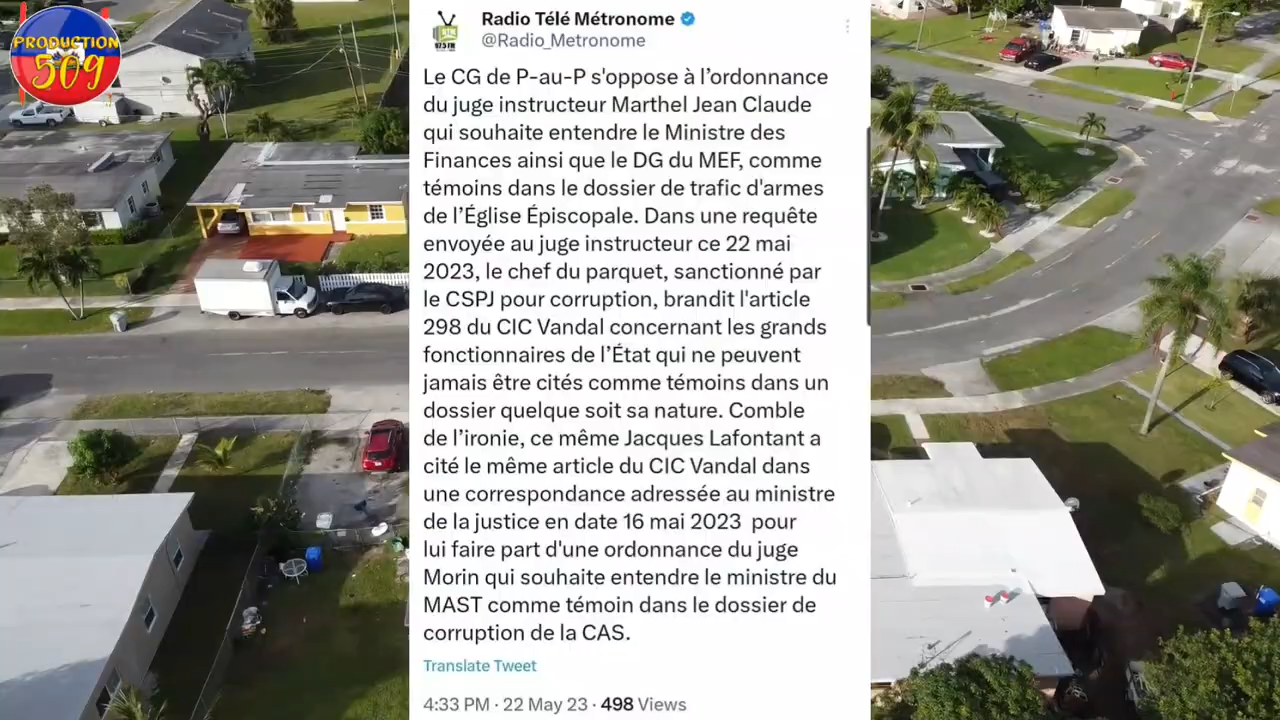 PRODUCTION
509
Radio Télé Métronome
@Radio_Metronome
97.5 FM
Le CG de P-au-P s'oppose à l’ordonnance
du juge instructeur Marthel Jean Claude
qui souhaite entendre le Ministre des
Finances ainsi que le DG du MEF, comme
témoins dans le dossier de trafic d'armes
de l’Église Épiscopale. Dans une requête
envoyée au juge instructeur ce 22 mai
2023, le chef du parquet, sanctionné par
le CSPJ pour corruption, brandit l'article
298 du CIC Vandal concernant les grands
fonctionnaires de l’État qui ne peuvent
jamais être cités comme témoins dans un
dossier quelque soit sa nature. Comble
de l’ironie, ce même Jacques Lafontant a
cité le même article du CIC Vandal dans
une correspondance adressée au ministre
de la justice en date 16 mai 2023 pour
lui faire part d'une ordonnance du juge
Morin qui souhaite entendre le ministre du
MAST comme témoin dans le dossier de
corruption de la CAS.
Translate Tweet
4:33 PM · 22 May 23 · 498 Views